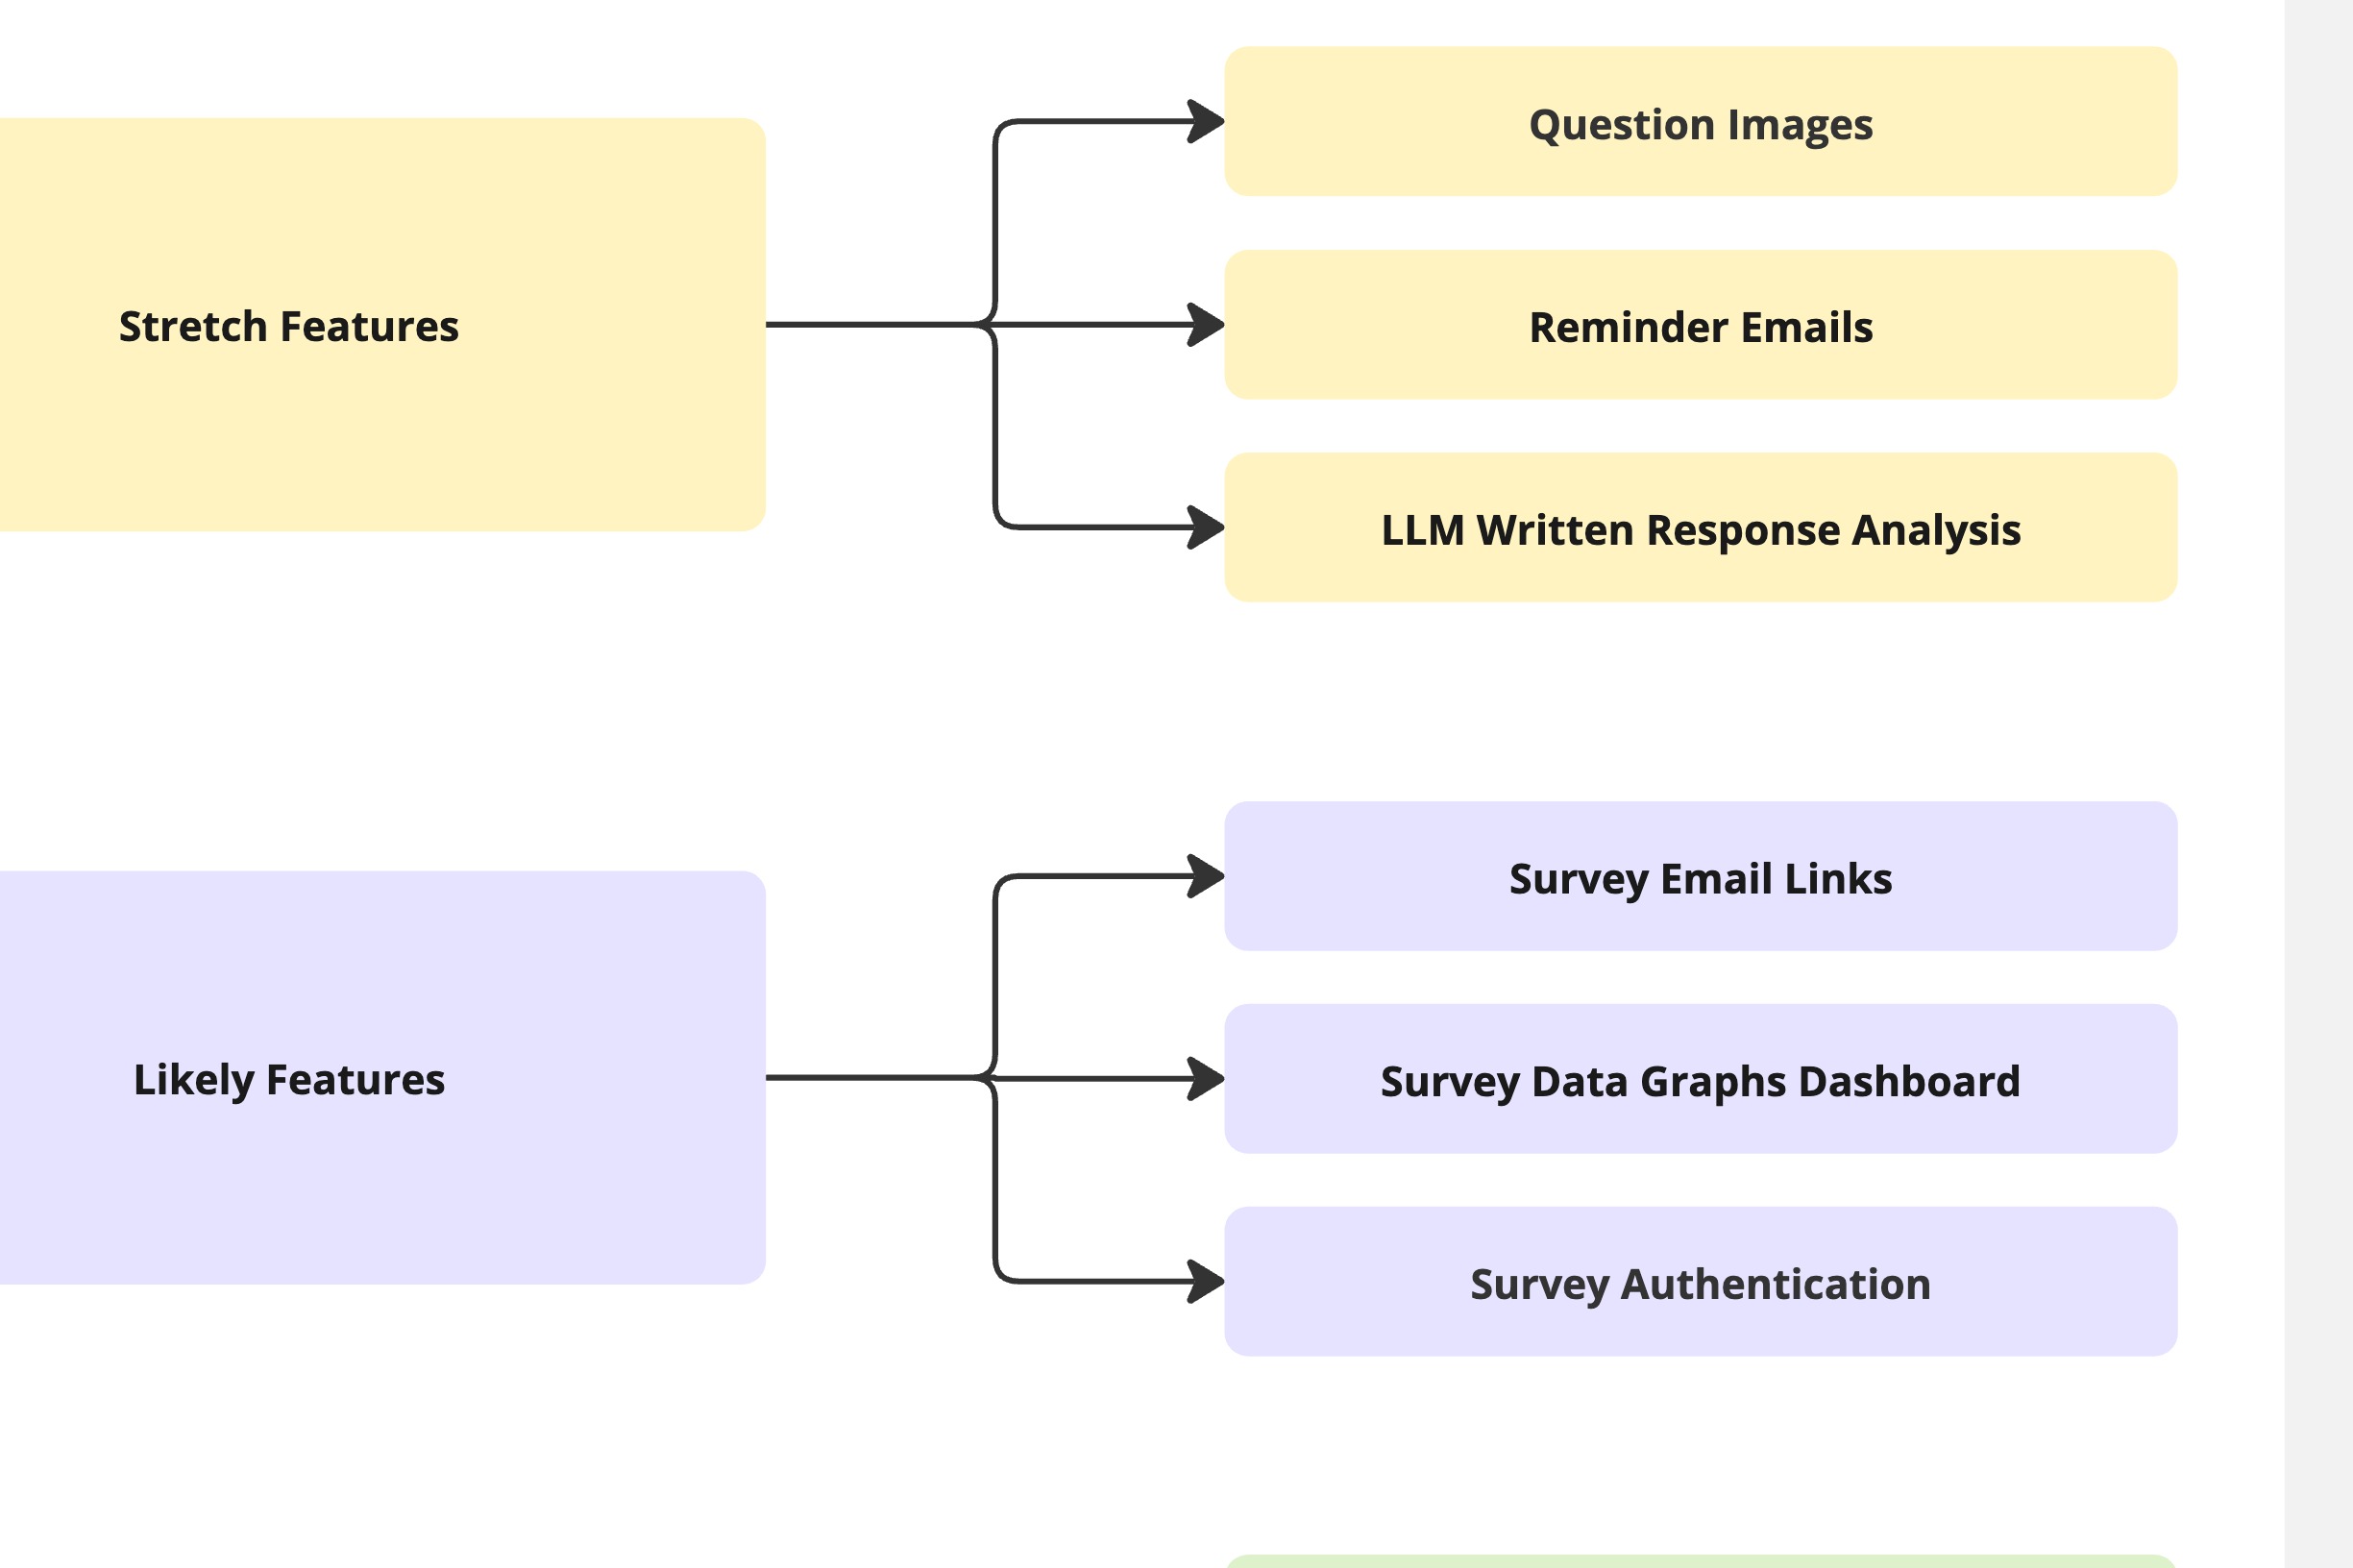 Stretch Features
Question Images
Reminder Emails
LLM Written Response Analysis
Likely Features
Survey Email Links
Survey Data Graphs Dashboard
Survey Authentication